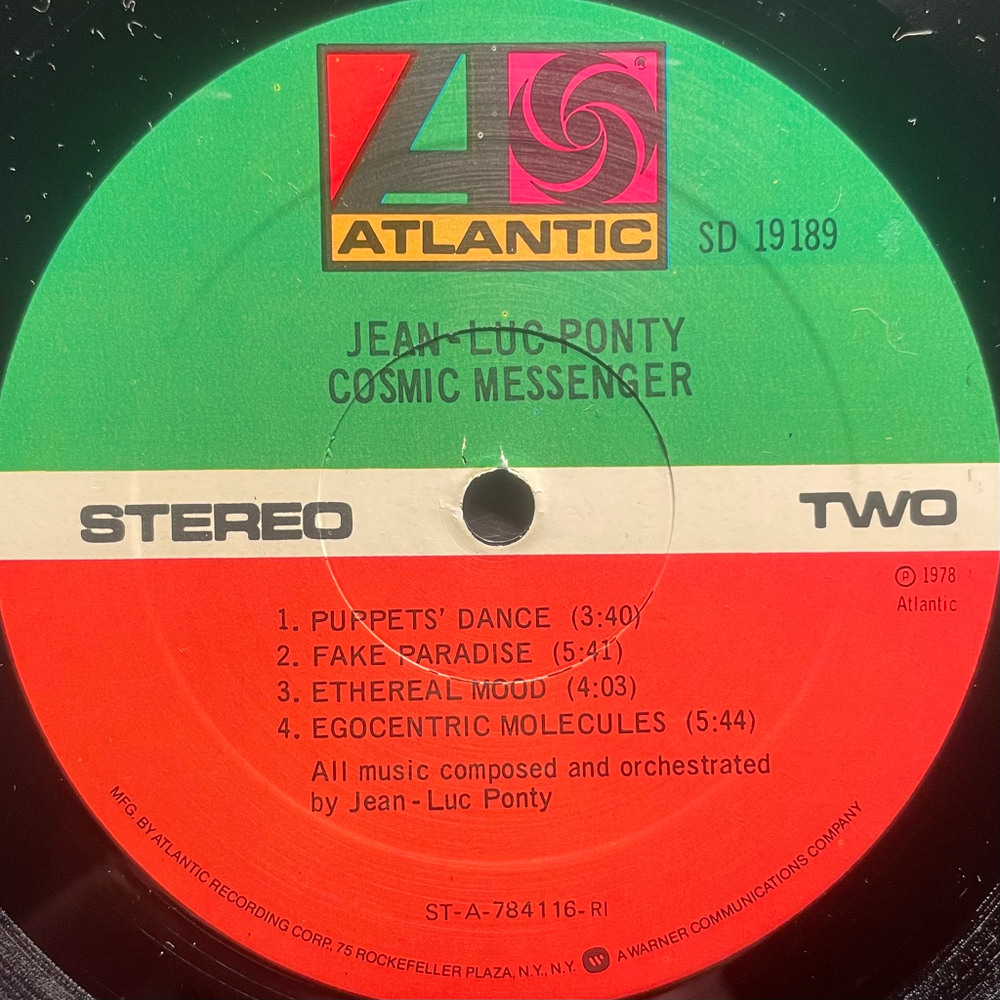 ATLANTIC
®
SD 19189
JEAN-LUC PONTY
COSMIC MESSENGER
STEREO
TWO
℗ 1978
Atlantic
1. PUPPETS' DANCE (3:40)
2. FAKE PARADISE (5:41)
3. ETHEREAL MOOD (4:03)
4. EGOCENTRIC MOLECULES (5:44)
All music composed and orchestrated
by Jean-Luc Ponty
ST-A-784116-RI
MFG. BY ATLANTIC RECORDING CORP., 75 ROCKEFELLER PLAZA, N.Y., N.Y. A WARNER COMMUNICATIONS COMPANY